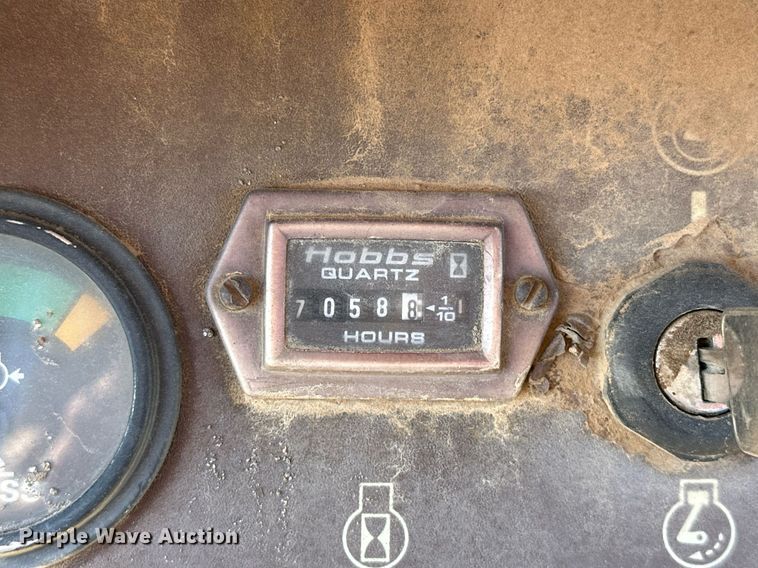 Hobbs
QUARTZ
7 0 5 8 8 1/10
HOURS
Purple Wave Auction